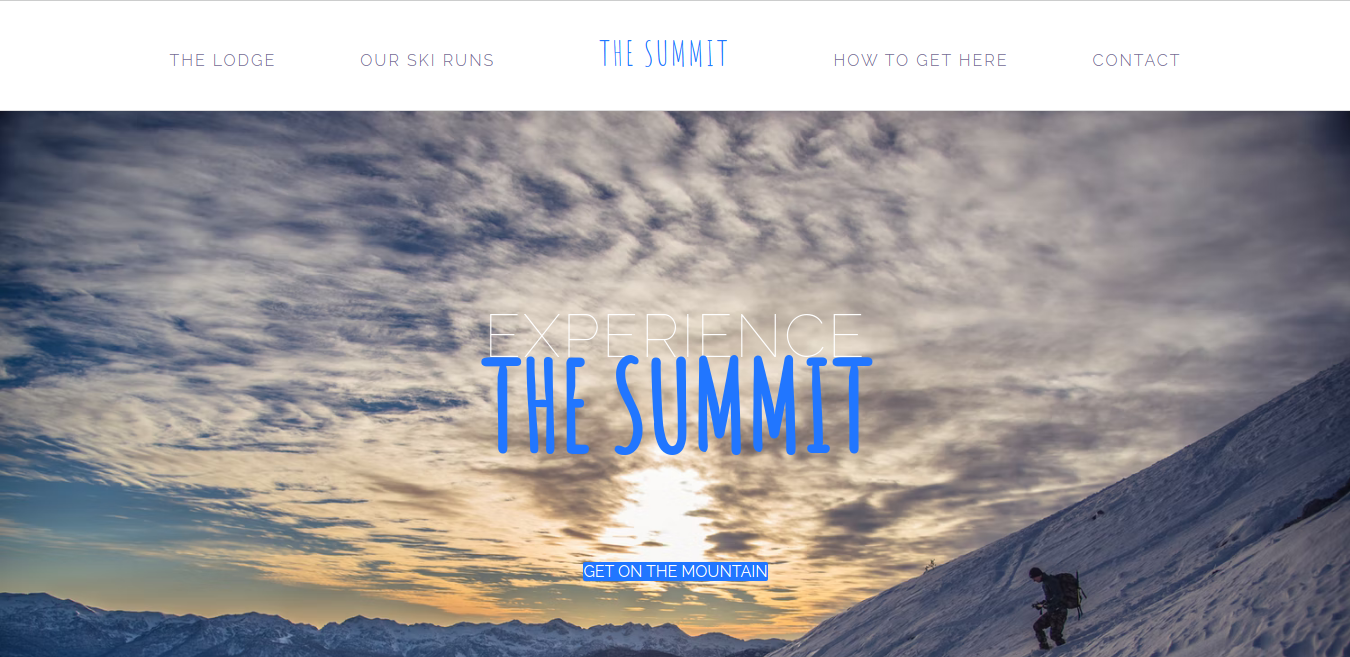 THE LODGE
OUR SKI RUNS
THE SUMMIT
HOW TO GET HERE
CONTACT
EXPERIENCE
THE SUMMIT
GET ON THE MOUNTAIN